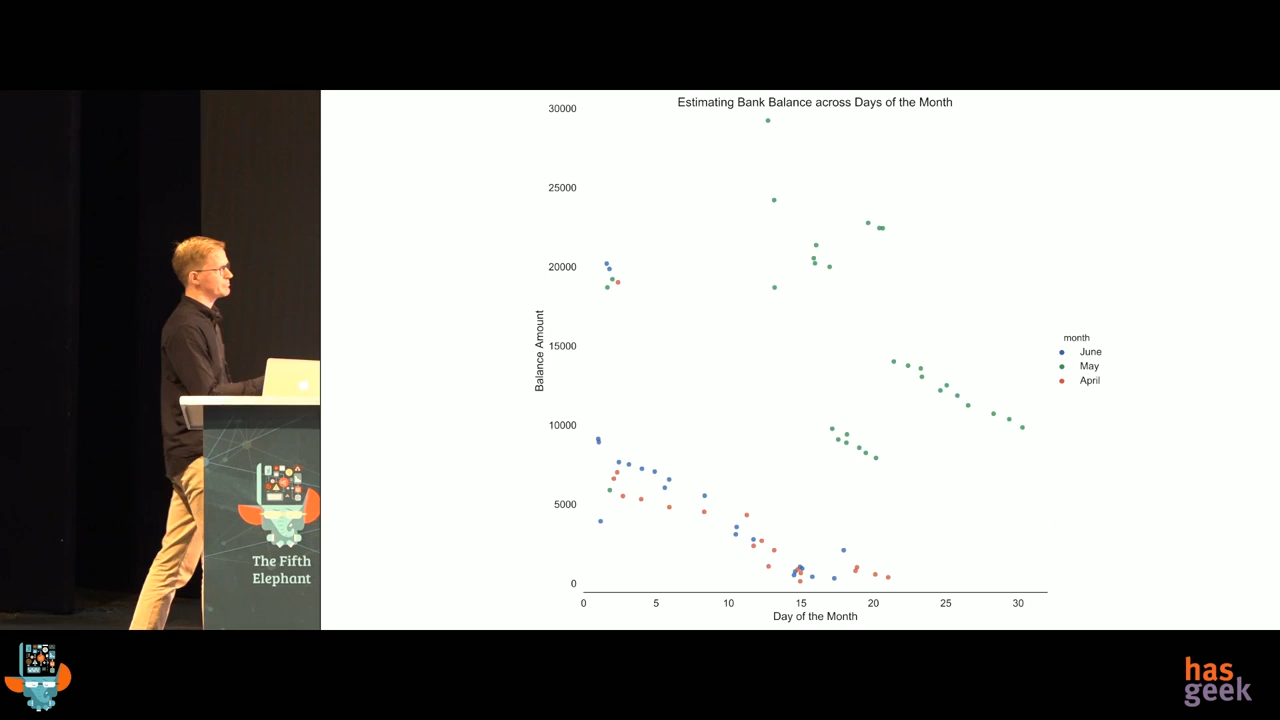 Estimating Bank Balance across Days of the Month
30000
25000
20000
15000
10000
5000
0
Balance Amount
0 5 10 15 20 25 30
Day of the Month
month
June
May
April
The Fifth
Elephant
has
geek